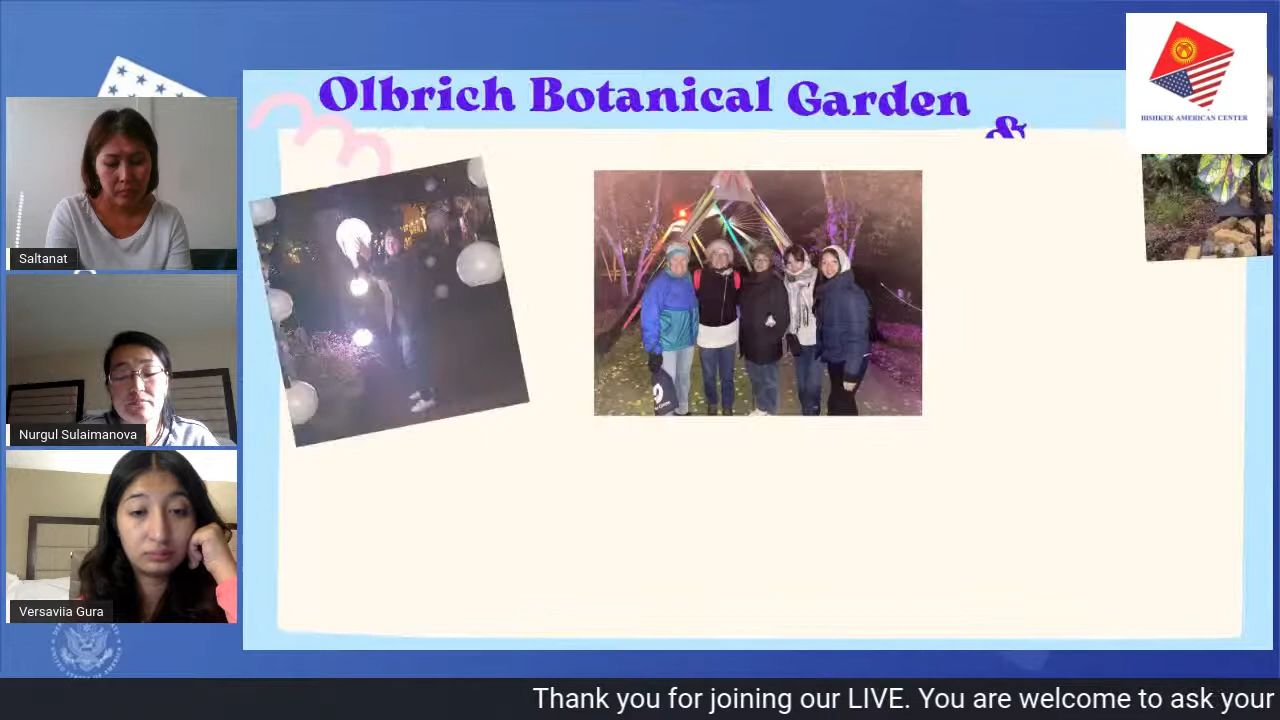 Olbrich Botanical Garden
&
BISHKEK AMERICAN CENTER
Saltanat
Nurgul Sulaimanova
Versaviia Gura
Thank you for joining our LIVE. You are welcome to ask your